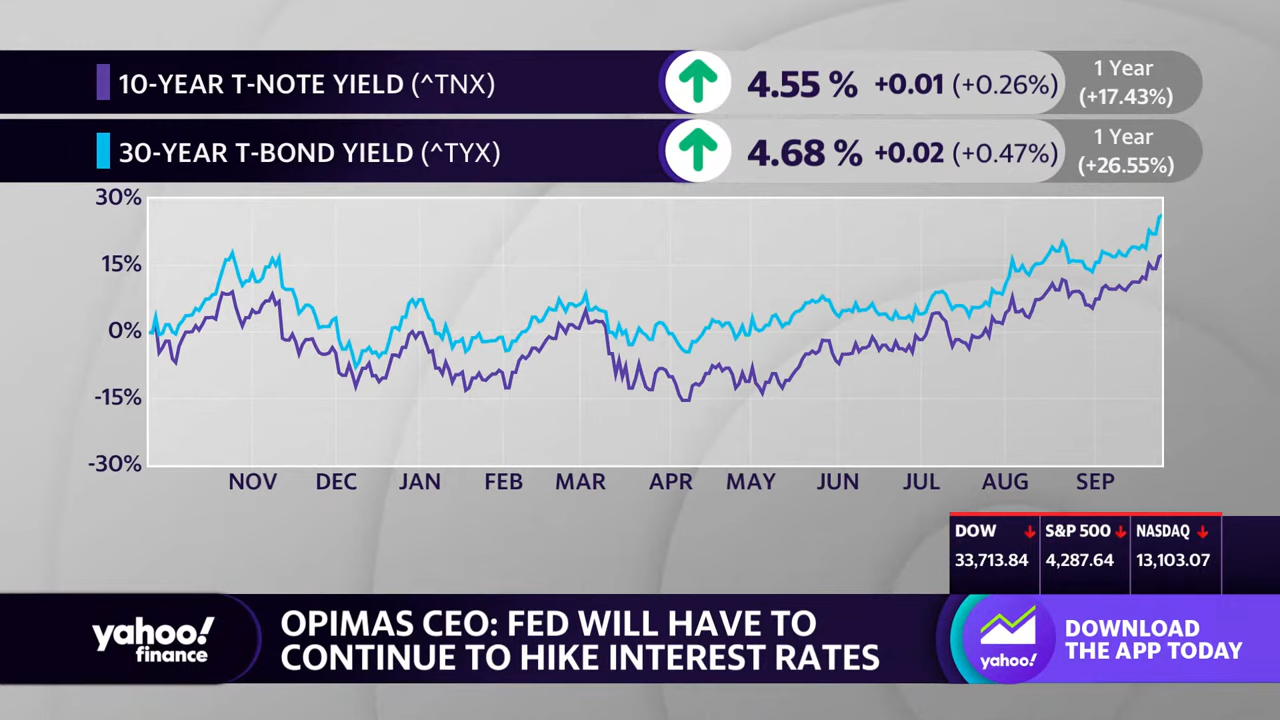 10-YEAR T-NOTE YIELD (^TNX) 4.55 % +0.01 (+0.26%) 1 Year (+17.43%)
30-YEAR T-BOND YIELD (^TYX) 4.68 % +0.02 (+0.47%) 1 Year (+26.55%)
30%
15%
0%
-15%
-30%
NOV DEC JAN FEB MAR APR MAY JUN JUL AUG SEP
DOW S&P 500 NASDAQ
33,713.84 4,287.64 13,103.07
yahoo!
finance
OPIMAS CEO: FED WILL HAVE TO
CONTINUE TO HIKE INTEREST RATES
yahoo!
DOWNLOAD
THE APP TODAY